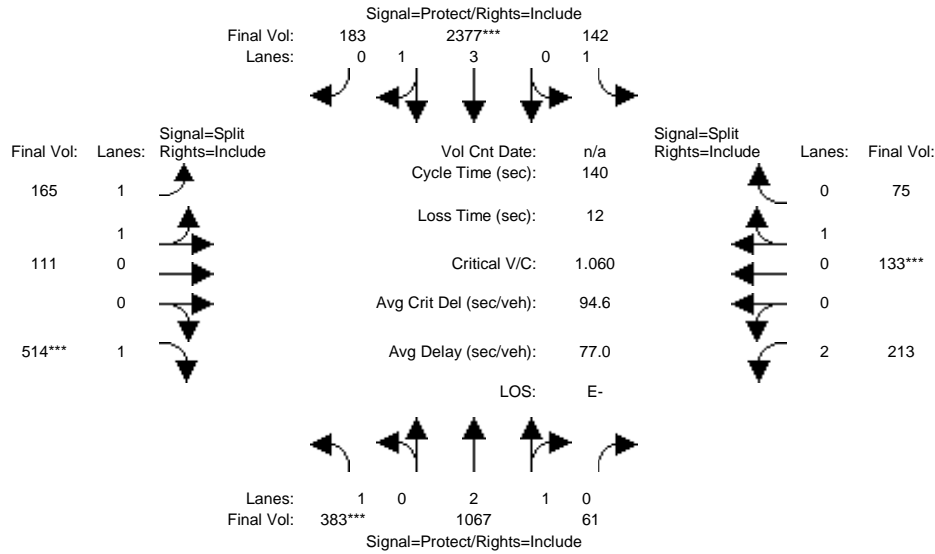 Signal=Protect/Rights=Include
Final Vol: 183 2377*** 142
Lanes: 0 1 3 0 1
Signal=Split
Final Vol: Lanes: Rights=Include
Vol Cnt Date: n/a
Signal=Split
Rights=Include Lanes: Final Vol:
Cycle Time (sec): 140
165 1
0 75
Loss Time (sec): 12
1
1
111 0
Critical V/C: 1.060
0 133***
0
Avg Crit Del (sec/veh): 94.6
0
514*** 1
Avg Delay (sec/veh): 77.0
2 213
LOS: E-
Lanes: 1 0 2 1 0
Final Vol: 383*** 1067 61
Signal=Protect/Rights=Include